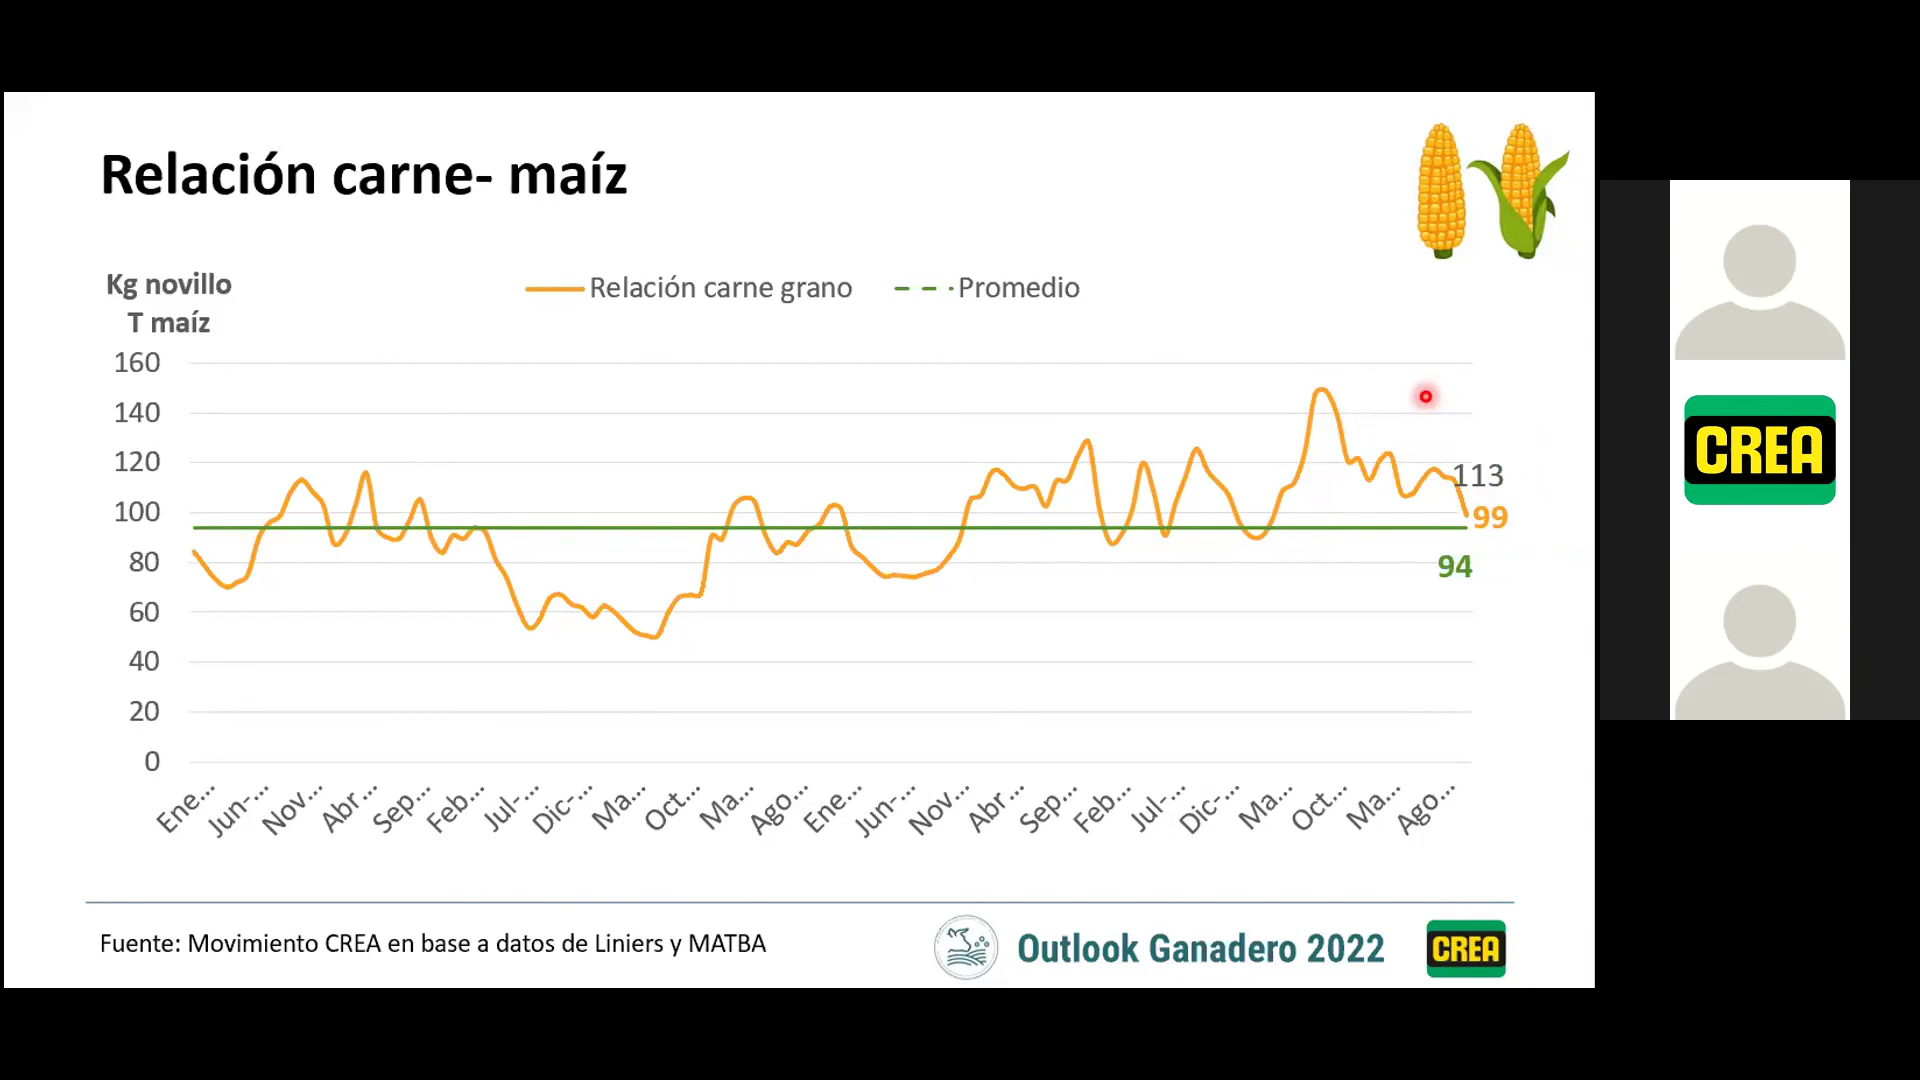 Relación carne- maíz
Kg novillo
T maíz
Relación carne grano
Promedio
160
140
120
100
80
60
40
20
0
113
99
94
Ene...
Jun-...
Nov...
Abr...
Sep...
Feb...
Jul-...
Dic-...
Ma...
Oct...
Ma...
Ago...
Ene...
Jun-...
Nov...
Abr...
Sep...
Feb...
Jul-...
Dic-...
Ma...
Oct...
Ma...
Ago...
Fuente: Movimiento CREA en base a datos de Liniers y MATBA
Outlook Ganadero 2022
CREA
CREA